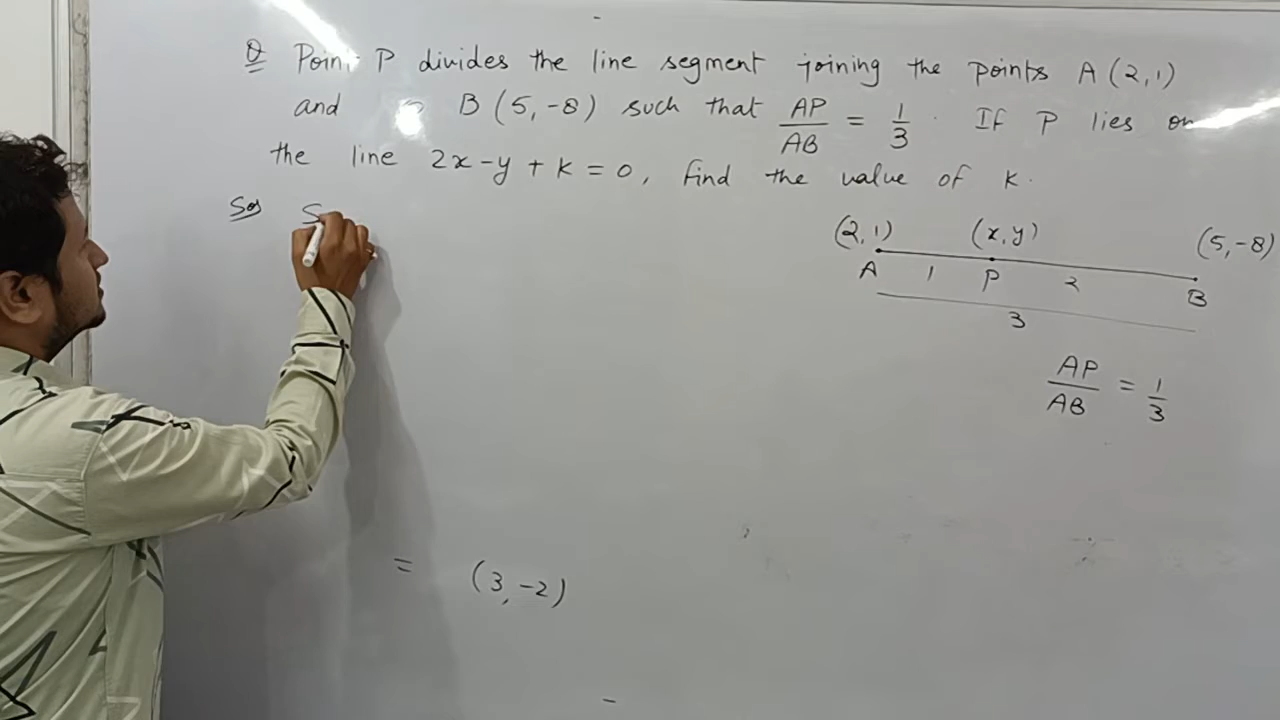 Q Point P divides the line segment joining the points A(2,1)
and B(5,-8) such that AP/AB = 1/3. If P lies on
the line 2x-y+k=0, find the value of k.
Sol S
(2,1) (x,y) (5,-8)
A 1 P 2 B
3
AP/AB = 1/3
= (3,-2)